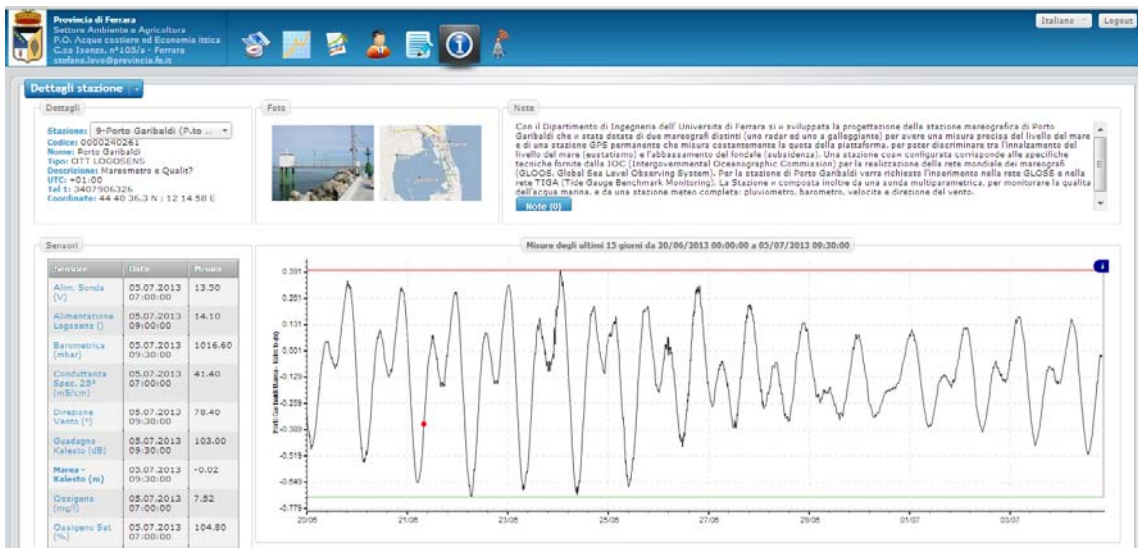 Provincia di Ferrara
Settore Ambiente e Agricoltura
P.O. Acque costiere ed Economia ittica
C.so Isonzo, n°105/a - Ferrara
stefano.lovo@provincia.fe.it
Italiano
Logout
Dettagli stazione
Dettagli
Stazione: 9-Porto Garibaldi (P.to ...
Codice: 0000240261
Nome: Porto Garibaldi
Tipo: OTT LOGOSENS
Descrizione: Mareometro e Qualit?
UTC: +01:00
Tel 1: 3407906326
Coordinate: 44 40 36.3 N ; 12 14 58 E
Foto
Note
Con il Dipartimento di Ingegneria dell' Universita di Ferrara si è sviluppata la progettazione della stazione mareografica di Porto
Garibaldi che è stata dotata di due mareografi distinti (uno radar ed uno a galleggiante) per avere una misura precisa del livello del mare
e di una stazione GPS permanente che misura costantemente la quota della piattaforma, per poter discriminare tra l'innalzamento del
livello del mare (eustatismo) e l'abbassamento del fondale (subsidenza). Una stazione così configurata corrisponde alle specifiche
tecniche fornite dalla IOC (Intergovernmental Oceanographic Commission) per la realizzazione della rete mondiale dei mareografi
(GLOOS, Global Sea Level Observing System). Per la stazione di Porto Garibaldi verrà richiesto l'inserimento nella rete GLOSS e nella
rete TIGA (Tide Gauge Benchmark Monitoring). La Stazione è composta inoltre da una sonda multiparametrica, per monitorare la qualita
dell'acqua marina, e da una stazione meteo completa: pluviometro, barometro, velocita e direzione del vento.
Note (0)
Sensori
Sensore Data Misura
Alim. Sonda (V) 05.07.2013 07:00:00 13.50
Alimentazione Logosens () 05.07.2013 09:00:00 14.10
Barometrica (mbar) 05.07.2013 09:30:00 1016.60
Conduttanza Spec. 25° (mS/cm) 05.07.2013 07:00:00 41.40
Direzione Vento (°) 05.07.2013 09:30:00 78.40
Guadagno Kalesto (dB) 05.07.2013 09:30:00 103.00
Marea - Kalesto (m) 05.07.2013 09:30:00 -0.02
Ossigeno (mg/l) 05.07.2013 07:00:00 7.52
Ossigeno Sat (%) 05.07.2013 07:00:00 104.80
Misure degli ultimi 15 giorni da 20/06/2013 00:00:00 a 05/07/2013 09:30:00
i
Porto Garibaldi Marea - Kalesto (m)
0.391
0.261
0.131
0.001
-0.129
-0.259
-0.389
-0.519
-0.649
-0.779
20/06
21/06
23/06
25/06
27/06
29/06
01/07
03/07